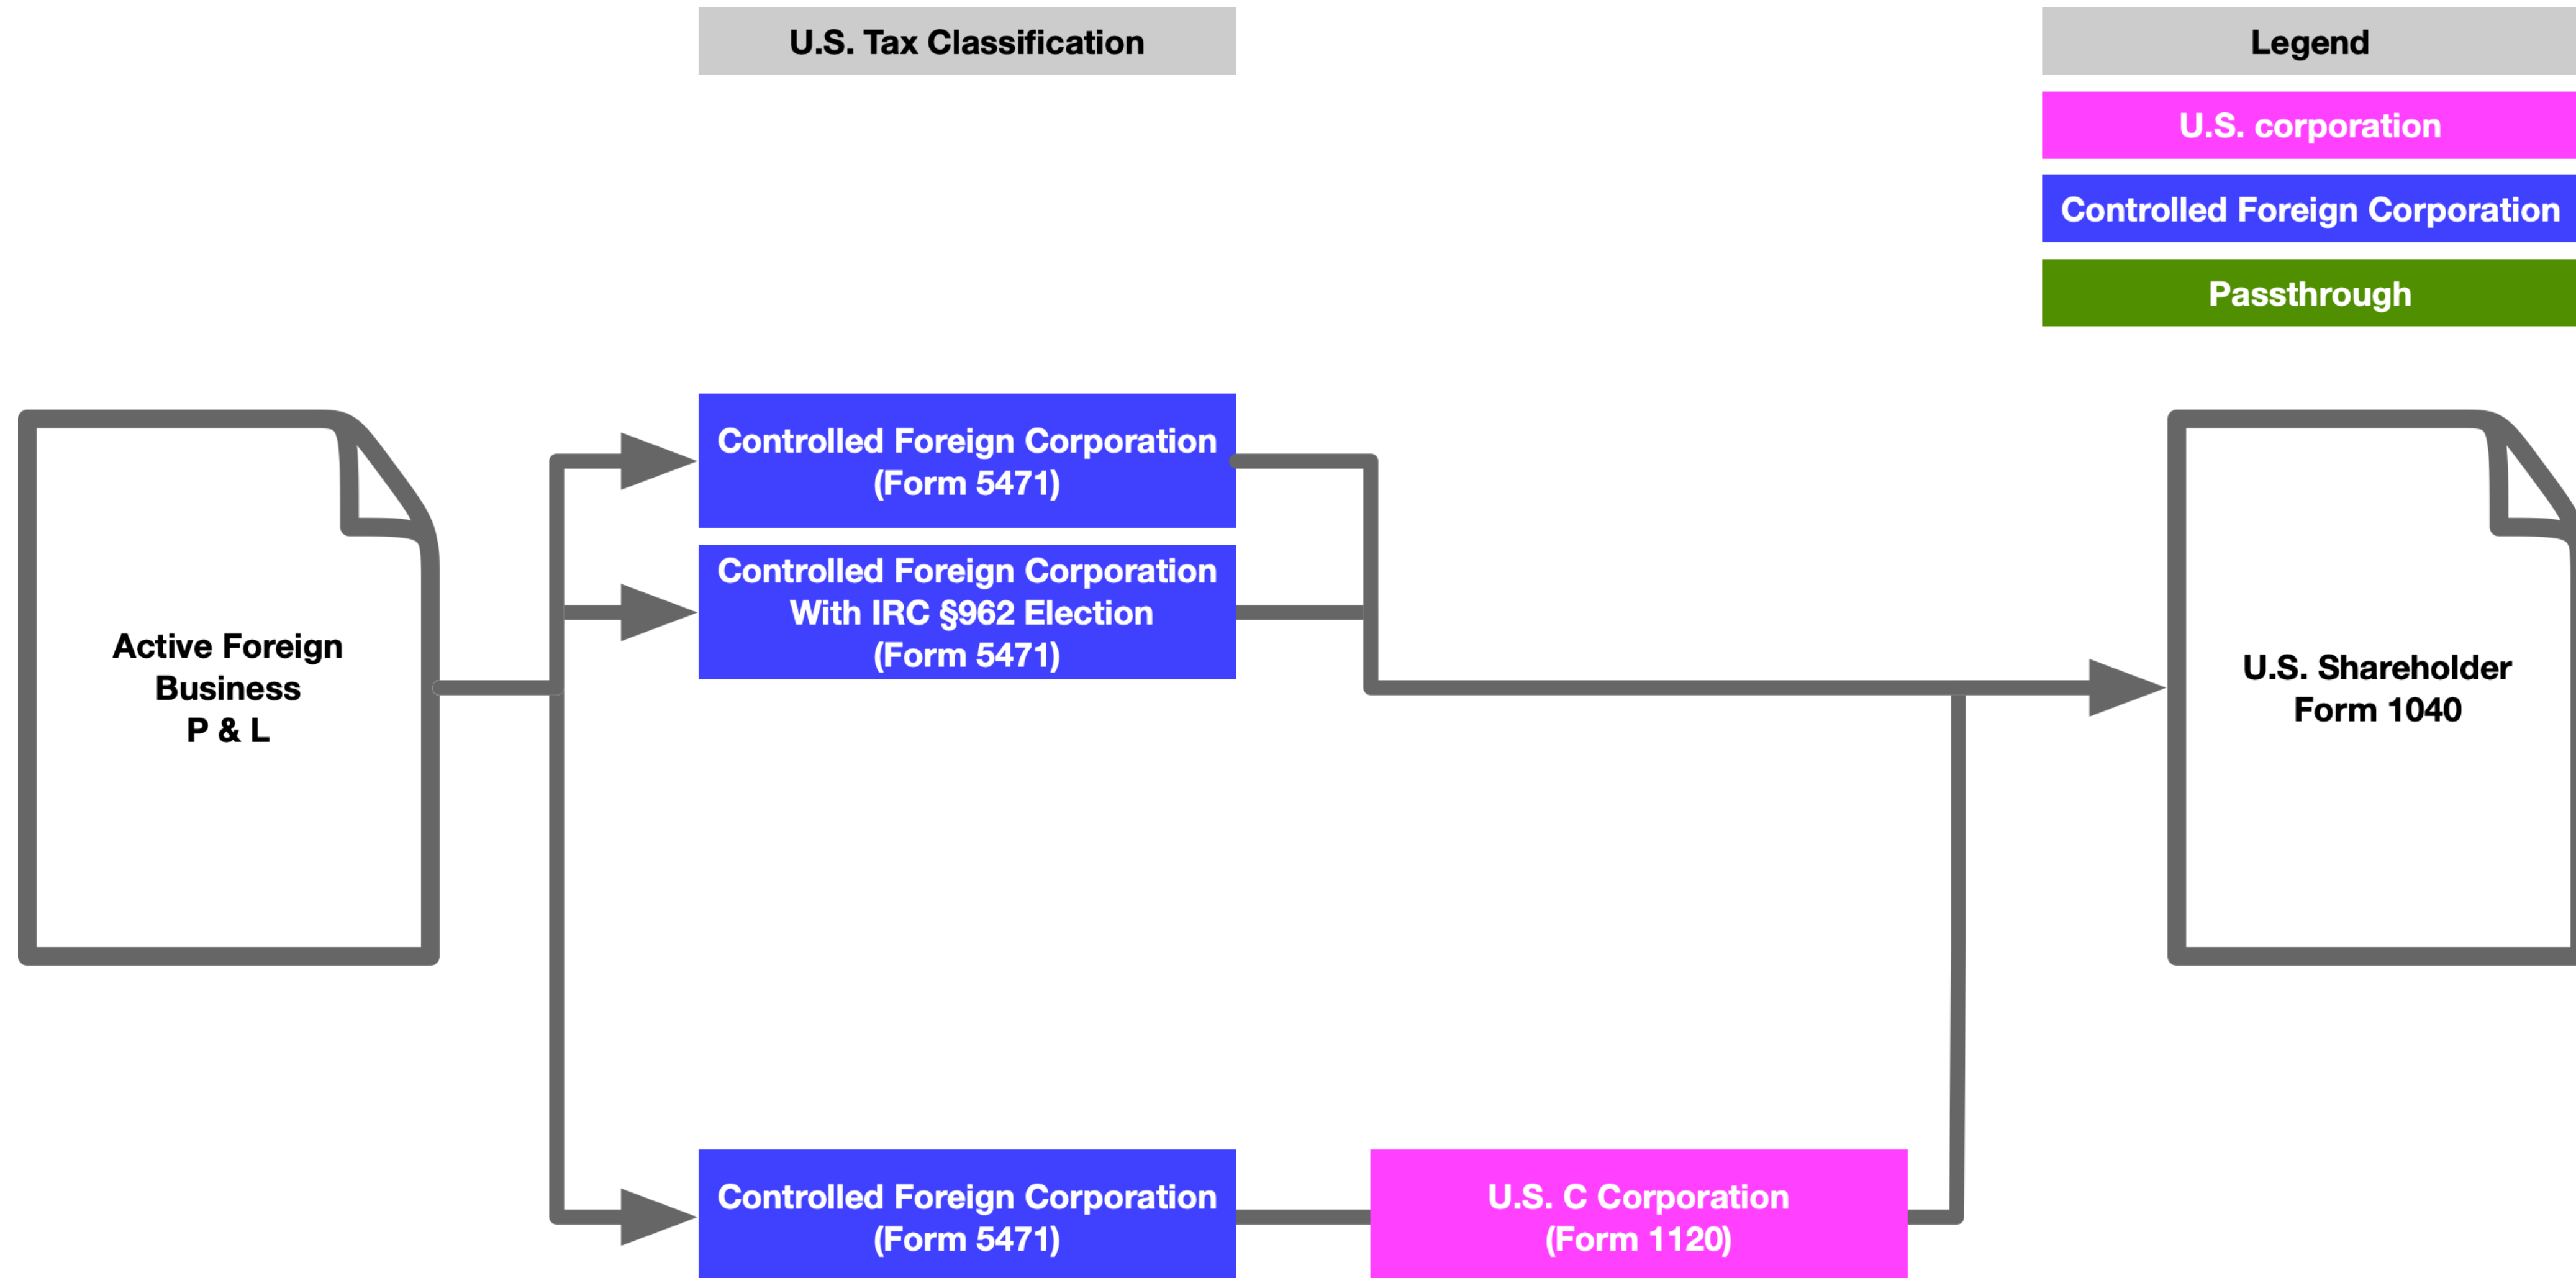 U.S. Tax Classification
Legend
U.S. corporation
Controlled Foreign Corporation
Passthrough
Active Foreign
Business
P & L
Controlled Foreign Corporation
(Form 5471)
Controlled Foreign Corporation
With IRC §962 Election
(Form 5471)
U.S. Shareholder
Form 1040
Controlled Foreign Corporation
(Form 5471)
U.S. C Corporation
(Form 1120)